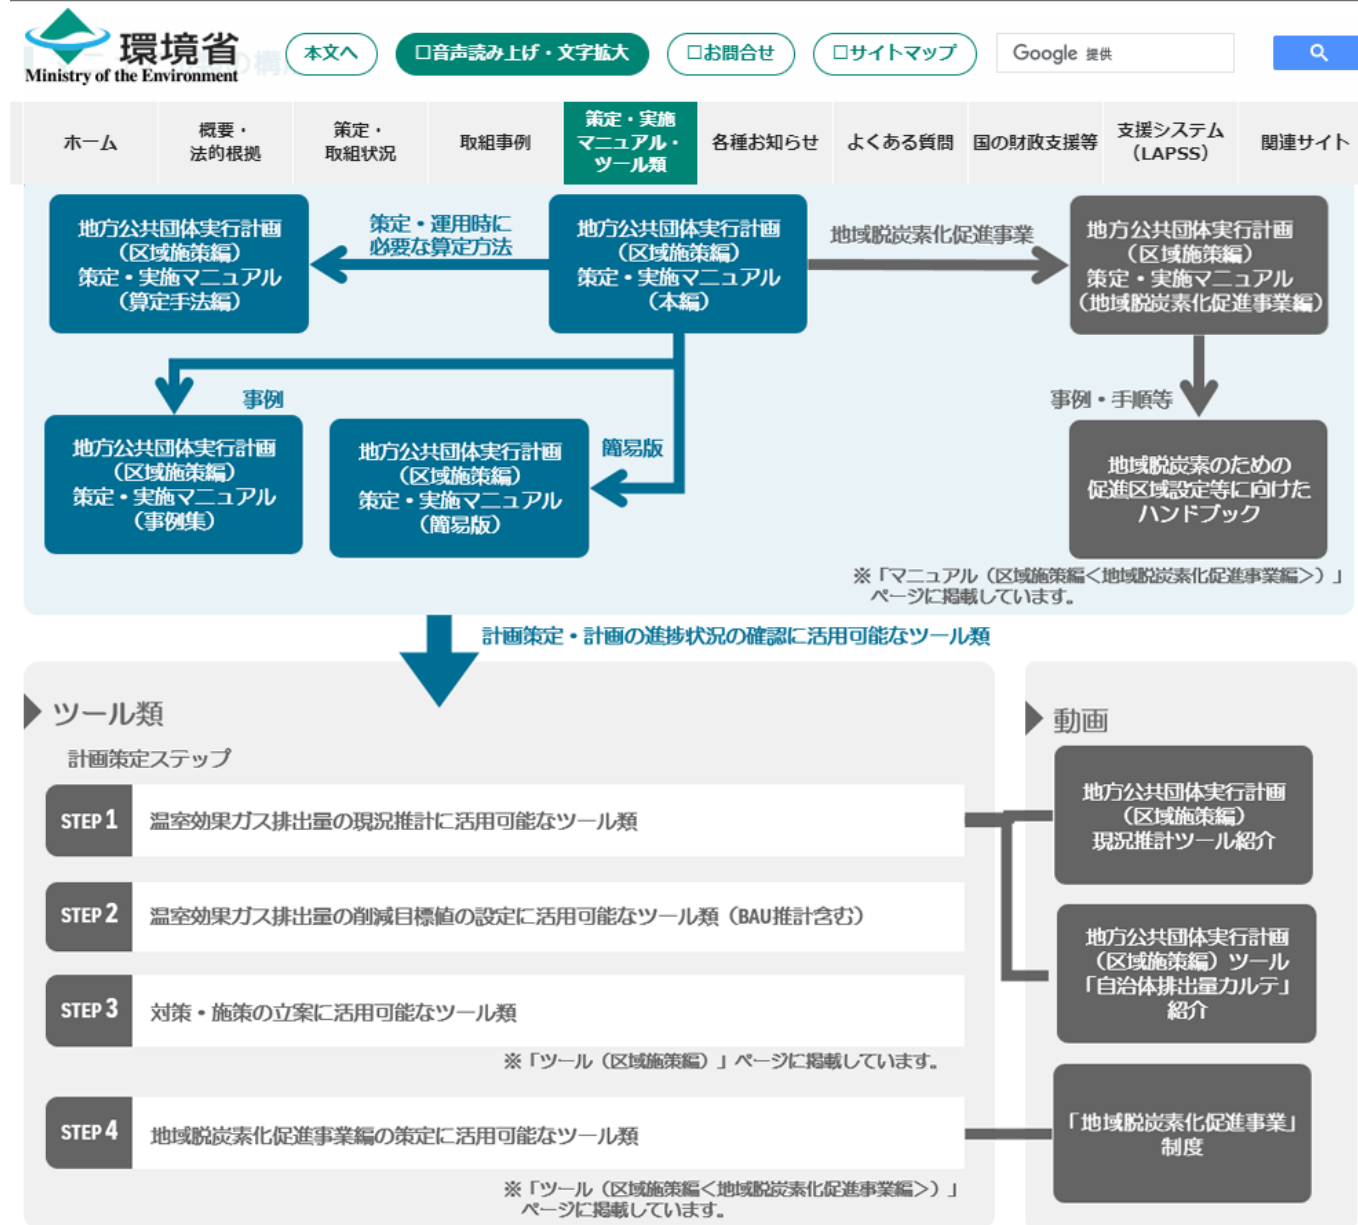 環境省
Ministry of the Environment
本文へ
□音声読み上げ・文字拡大
□お問合せ
□サイトマップ
Google 提供
ホーム
概要・
法的根拠
策定・
取組状況
取組事例
策定・実施
マニュアル・
ツール類
各種お知らせ
よくある質問
国の財政支援等
支援システム
（LAPSS）
関連サイト
地方公共団体実行計画
（区域施策編）
策定・実施マニュアル
（算定手法編）
策定・運用時に
必要な算定方法
地方公共団体実行計画
（区域施策編）
策定・実施マニュアル
（本編）
地域脱炭素化促進事業
地方公共団体実行計画
（区域施策編）
策定・実施マニュアル
（地域脱炭素化促進事業編）
事例
地方公共団体実行計画
（区域施策編）
策定・実施マニュアル
（事例集）
地方公共団体実行計画
（区域施策編）
策定・実施マニュアル
（簡易版）
簡易版
事例・手順等
地域脱炭素のための
促進区域設定等に向けた
ハンドブック
※「マニュアル（区域施策編＜地域脱炭素化促進事業編＞）」
ページに掲載しています。
計画策定・計画の進捗状況の確認に活用可能なツール類
ツール類
計画策定ステップ
STEP 1
温室効果ガス排出量の現況推計に活用可能なツール類
STEP 2
温室効果ガス排出量の削減目標値の設定に活用可能なツール類（BAU推計含む）
STEP 3
対策・施策の立案に活用可能なツール類
※「ツール（区域施策編）」ページに掲載しています。
STEP 4
地域脱炭素化促進事業編の策定に活用可能なツール類
※「ツール（区域施策編＜地域脱炭素化促進事業編＞）」
ページに掲載しています。
動画
地方公共団体実行計画
（区域施策編）
現況推計ツール紹介
地方公共団体実行計画
（区域施策編）ツール
「自治体排出量カルテ」
紹介
「地域脱炭素化促進事業」
制度